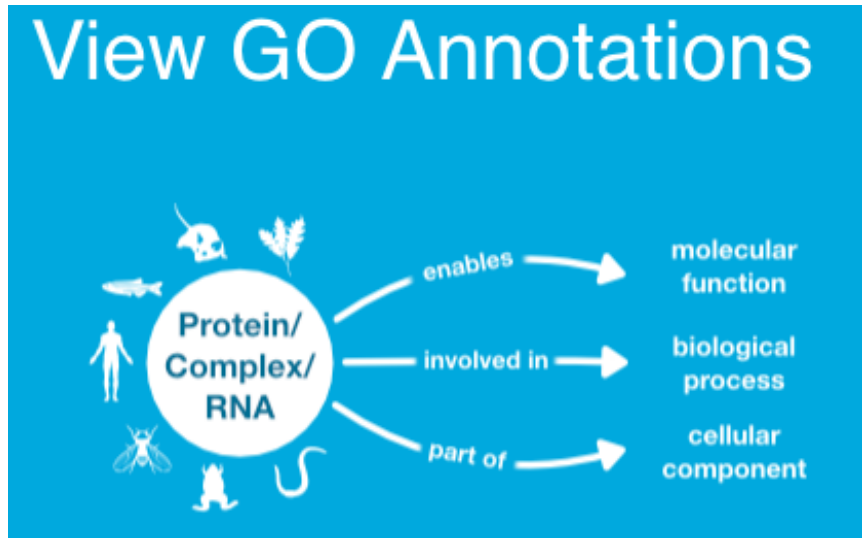 View GO Annotations
Protein/
Complex/
RNA
enables
molecular
function
involved in
biological
process
part of
cellular
component